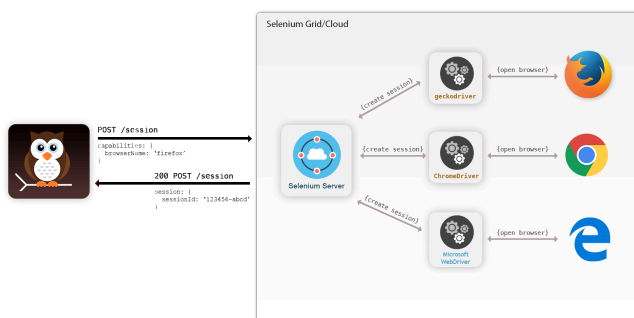 Selenium Grid/Cloud
{create session}
geckodriver
{open browser}
POST /session
capabilities: {
browserName: 'firefox'
}
200 POST /session
session: {
sessionId: '123454-abcd'
}
Selenium Server
{create session}
ChromeDriver
{open browser}
{create session}
Microsoft
WebDriver
{open browser}